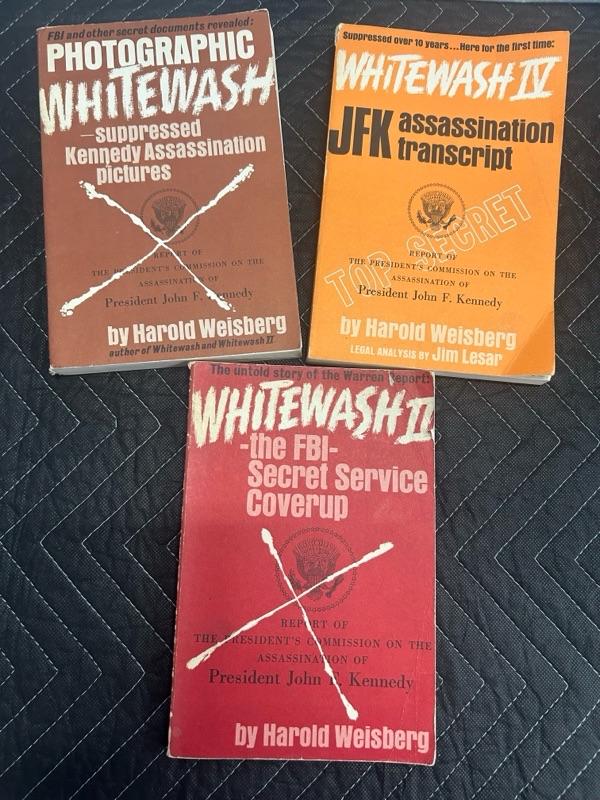 FBI and other secret documents revealed:
PHOTOGRAPHIC
WHITEWASH
—suppressed
Kennedy Assassination
pictures
REPORT OF
THE PRESIDENT'S COMMISSION ON THE
ASSASSINATION OF
President John F. Kennedy
by Harold Weisberg
author of Whitewash and Whitewash II
Suppressed over 10 years...Here for the first time:
WHITEWASH IV
JFK assassination
transcript
TOP SECRET
REPORT OF
THE PRESIDENT'S COMMISSION ON THE
ASSASSINATION OF
President John F. Kennedy
by Harold Weisberg
LEGAL ANALYSIS BY Jim Lesar
The untold story of the Warren Report:
WHITEWASH II
-the FBI-
Secret Service
Coverup
REPORT OF
THE PRESIDENT'S COMMISSION ON THE
ASSASSINATION OF
President John F. Kennedy
by Harold Weisberg